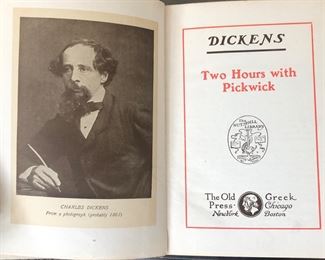 CHARLES DICKENS
From a photograph (probably 1861)
DICKENS
Two Hours with
Pickwick
The Old Greek
Press Chicago
New York Boston